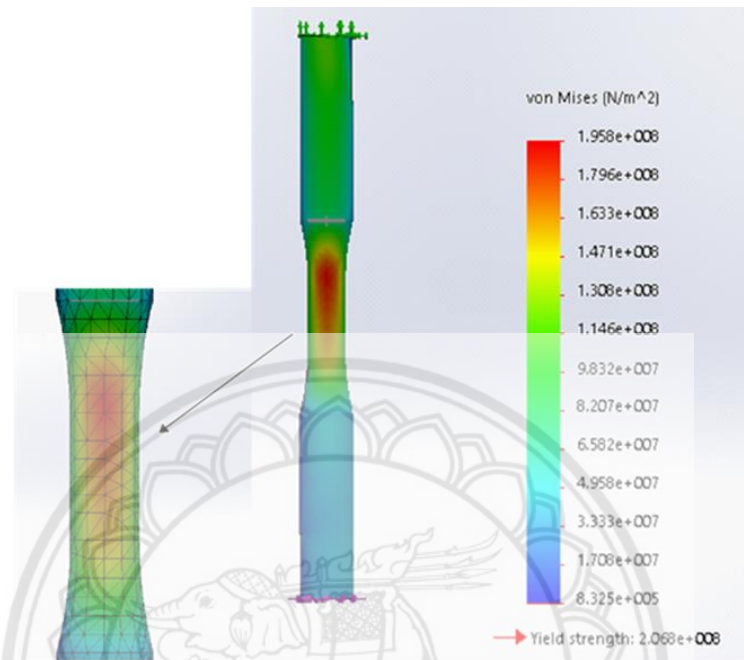 von Mises (N/m^2)
1.958e+008
1.796e+008
1.633e+008
1.471e+008
1.308e+008
1.146e+008
9.832e+007
8.207e+007
6.582e+007
4.958e+007
3.333e+007
1.708e+007
8.325e+005
Yield strength: 2.068e+008